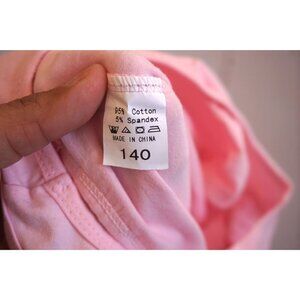 95% Cotton
5% Spandex
MADE IN CHINA
140